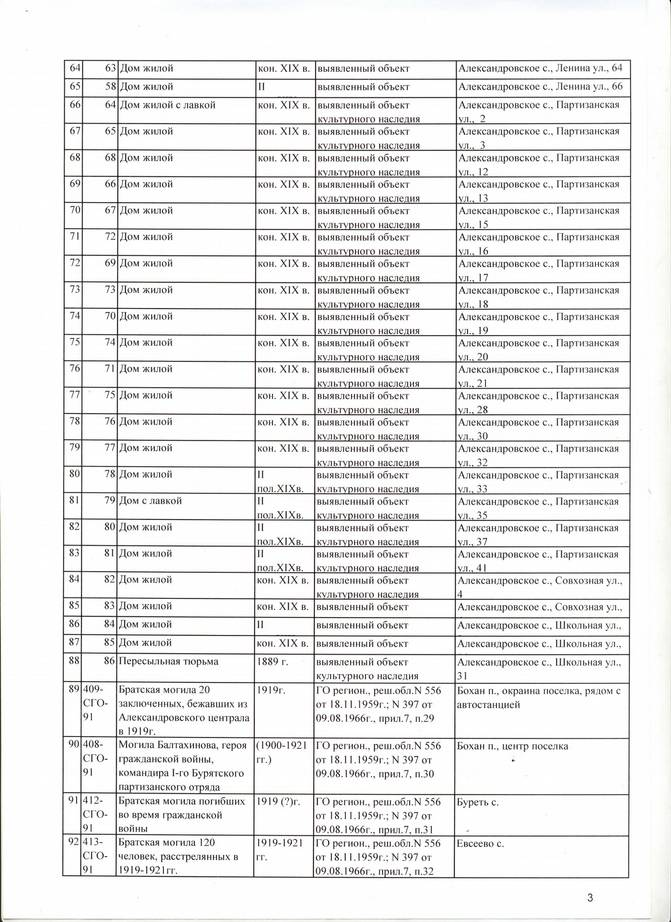 64 63 Дом жилой кон. XIX в. выявленный объект Александровское с., Ленина ул., 64
65 58 Дом жилой II выявленный объект Александровское с., Ленина ул., 66
66 64 Дом жилой с лавкой кон. XIX в. выявленный объект Александровское с., Партизанская
культурного наследия ул., 2
67 65 Дом жилой кон. XIX в. выявленный объект Александровское с., Партизанская
культурного наследия ул., 3
68 68 Дом жилой кон. XIX в. выявленный объект Александровское с., Партизанская
культурного наследия ул., 12
69 66 Дом жилой кон. XIX в. выявленный объект Александровское с., Партизанская
культурного наследия ул., 13
70 67 Дом жилой кон. XIX в. выявленный объект Александровское с., Партизанская
культурного наследия ул., 15
71 72 Дом жилой кон. XIX в. выявленный объект Александровское с., Партизанская
культурного наследия ул., 16
72 69 Дом жилой кон. XIX в. выявленный объект Александровское с., Партизанская
культурного наследия ул., 17
73 73 Дом жилой кон. XIX в. выявленный объект Александровское с., Партизанская
культурного наследия ул., 18
74 70 Дом жилой кон. XIX в. выявленный объект Александровское с., Партизанская
культурного наследия ул., 19
75 74 Дом жилой кон. XIX в. выявленный объект Александровское с., Партизанская
культурного наследия ул., 20
76 71 Дом жилой кон. XIX в. выявленный объект Александровское с., Партизанская
культурного наследия ул., 21
77 75 Дом жилой кон. XIX в. выявленный объект Александровское с., Партизанская
культурного наследия ул., 28
78 76 Дом жилой кон. XIX в. выявленный объект Александровское с., Партизанская
культурного наследия ул., 30
79 77 Дом жилой кон. XIX в. выявленный объект Александровское с., Партизанская
культурного наследия ул., 32
80 78 Дом жилой II выявленный объект Александровское с., Партизанская
пол.XIXв. культурного наследия ул., 33
81 79 Дом с лавкой II выявленный объект Александровское с., Партизанская
пол.XIXв. культурного наследия ул., 35
82 80 Дом жилой II выявленный объект Александровское с., Партизанская
пол.XIXв. культурного наследия ул., 37
83 81 Дом жилой II выявленный объект Александровское с., Партизанская
пол.XIXв. культурного наследия ул., 41
84 82 Дом жилой кон. XIX в. выявленный объект Александровское с., Совхозная ул.,
культурного наследия 4
85 83 Дом жилой кон. XIX в. выявленный объект Александровское с., Совхозная ул.,
86 84 Дом жилой II выявленный объект Александровское с., Школьная ул.,
87 85 Дом жилой кон. XIX в. выявленный объект Александровское с., Школьная ул.,
88 86 Пересыльная тюрьма 1889 г. выявленный объект Александровское с., Школьная ул.,
культурного наследия 31
89 409- Братская могила 20 1919г. ГО регион., реш.обл.N 556 Бохан п., окраина поселка, рядом с
СГО- заключенных, бежавших из от 18.11.1959г.; N 397 от автостанцией
91 Александровского централа 09.08.1966г., прил.7, п.29
в 1919г.
90 408- Могила Балтахинова, героя (1900-1921 ГО регион., реш.обл.N 556 Бохан п., центр поселка
СГО- гражданской войны, гг.) от 18.11.1959г.; N 397 от
91 командира I-го Бурятского 09.08.1966г., прил.7, п.30
партизанского отряда
91 412- Братская могила погибших 1919 (?)г. ГО регион., реш.обл.N 556 Буреть с.
СГО- во время гражданской от 18.11.1959г.; N 397 от
91 войны 09.08.1966г., прил.7, п.31
92 413- Братская могила 120 1919-1921 ГО регион., реш.обл.N 556 Евсеево с.
СГО- человек, расстрелянных в гг. от 18.11.1959г.; N 397 от
91 1919-1921гг. 09.08.1966г., прил.7, п.32
3